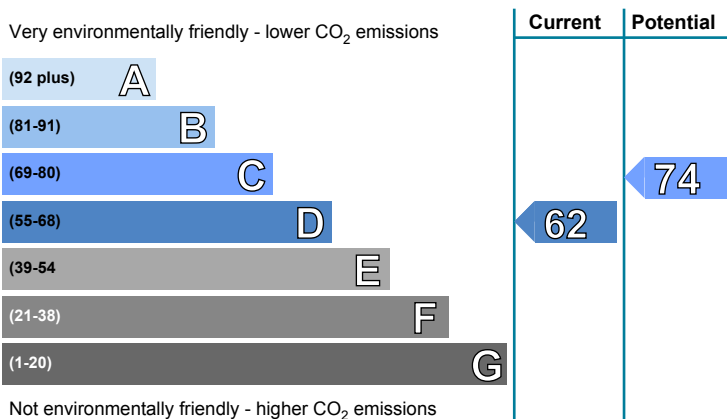 Current Potential
Very environmentally friendly - lower CO2 emissions
(92 plus) A
(81-91) B
(69-80) C
74
(55-68) D
62
(39-54 E
(21-38) F
(1-20) G
Not environmentally friendly - higher CO2 emissions